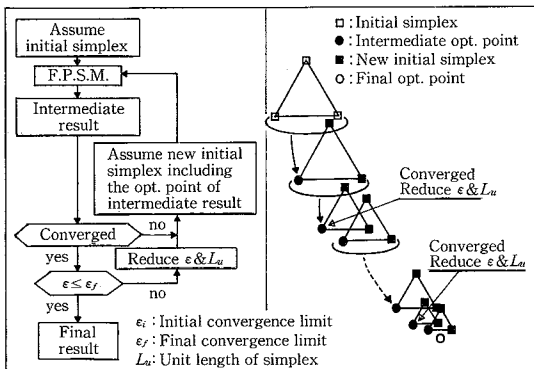 Assume
initial simplex
F.P.S.M.
Intermediate
result
Assume new initial
simplex including
the opt. point of
intermediate result
Converged
no
yes
Reduce ε&Lu
ε≤εf
no
yes
Final
result
εi : Initial convergence limit
εf : Final convergence limit
Lu : Unit length of simplex
□ : Initial simplex
● : Intermediate opt. point
■ : New initial simplex
○ : Final opt. point
Converged
Reduce ε&Lu
Converged
Reduce ε&Lu